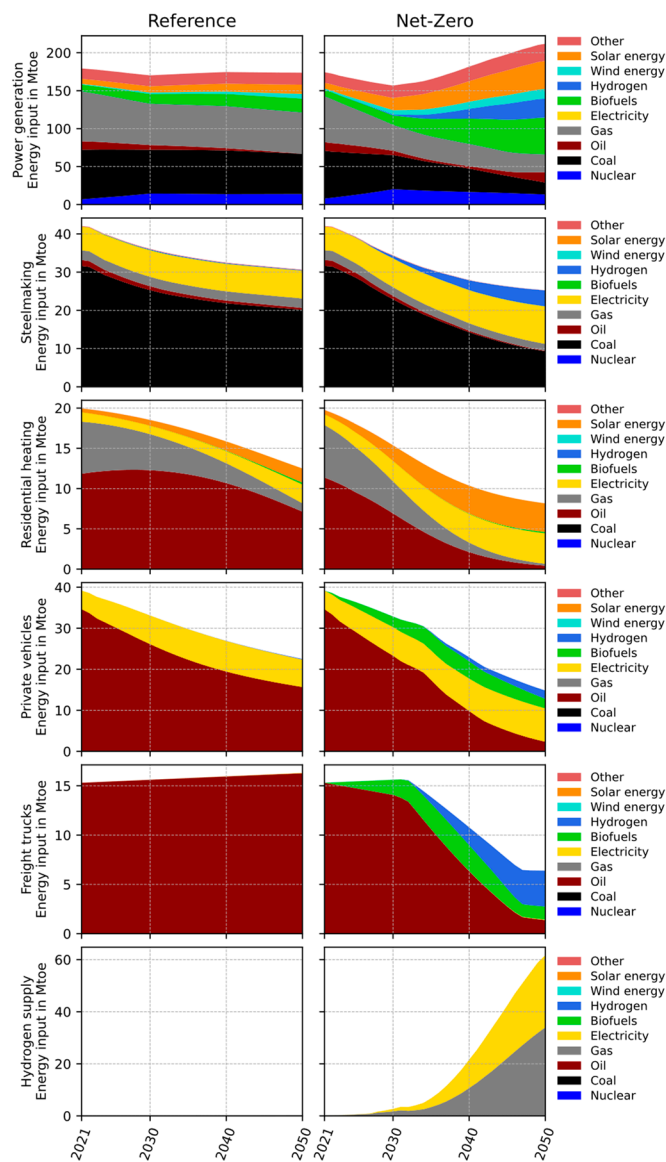 Reference
Net-Zero
Power generation
Energy input in Mtoe
200
150
100
50
0
Other
Solar energy
Wind energy
Hydrogen
Biofuels
Electricity
Gas
Oil
Coal
Nuclear
Steelmaking
Energy input in Mtoe
40
30
20
10
0
Other
Solar energy
Wind energy
Hydrogen
Biofuels
Electricity
Gas
Oil
Coal
Nuclear
Residential heating
Energy input in Mtoe
20
15
10
5
0
Other
Solar energy
Wind energy
Hydrogen
Biofuels
Electricity
Gas
Oil
Coal
Nuclear
Private vehicles
Energy input in Mtoe
40
30
20
10
0
Other
Solar energy
Wind energy
Hydrogen
Biofuels
Electricity
Gas
Oil
Coal
Nuclear
Freight trucks
Energy input in Mtoe
15
10
5
0
Other
Solar energy
Wind energy
Hydrogen
Biofuels
Electricity
Gas
Oil
Coal
Nuclear
Hydrogen supply
Energy input in Mtoe
60
40
20
0
Other
Solar energy
Wind energy
Hydrogen
Biofuels
Electricity
Gas
Oil
Coal
Nuclear
2021
2030
2040
2050
2021
2030
2040
2050